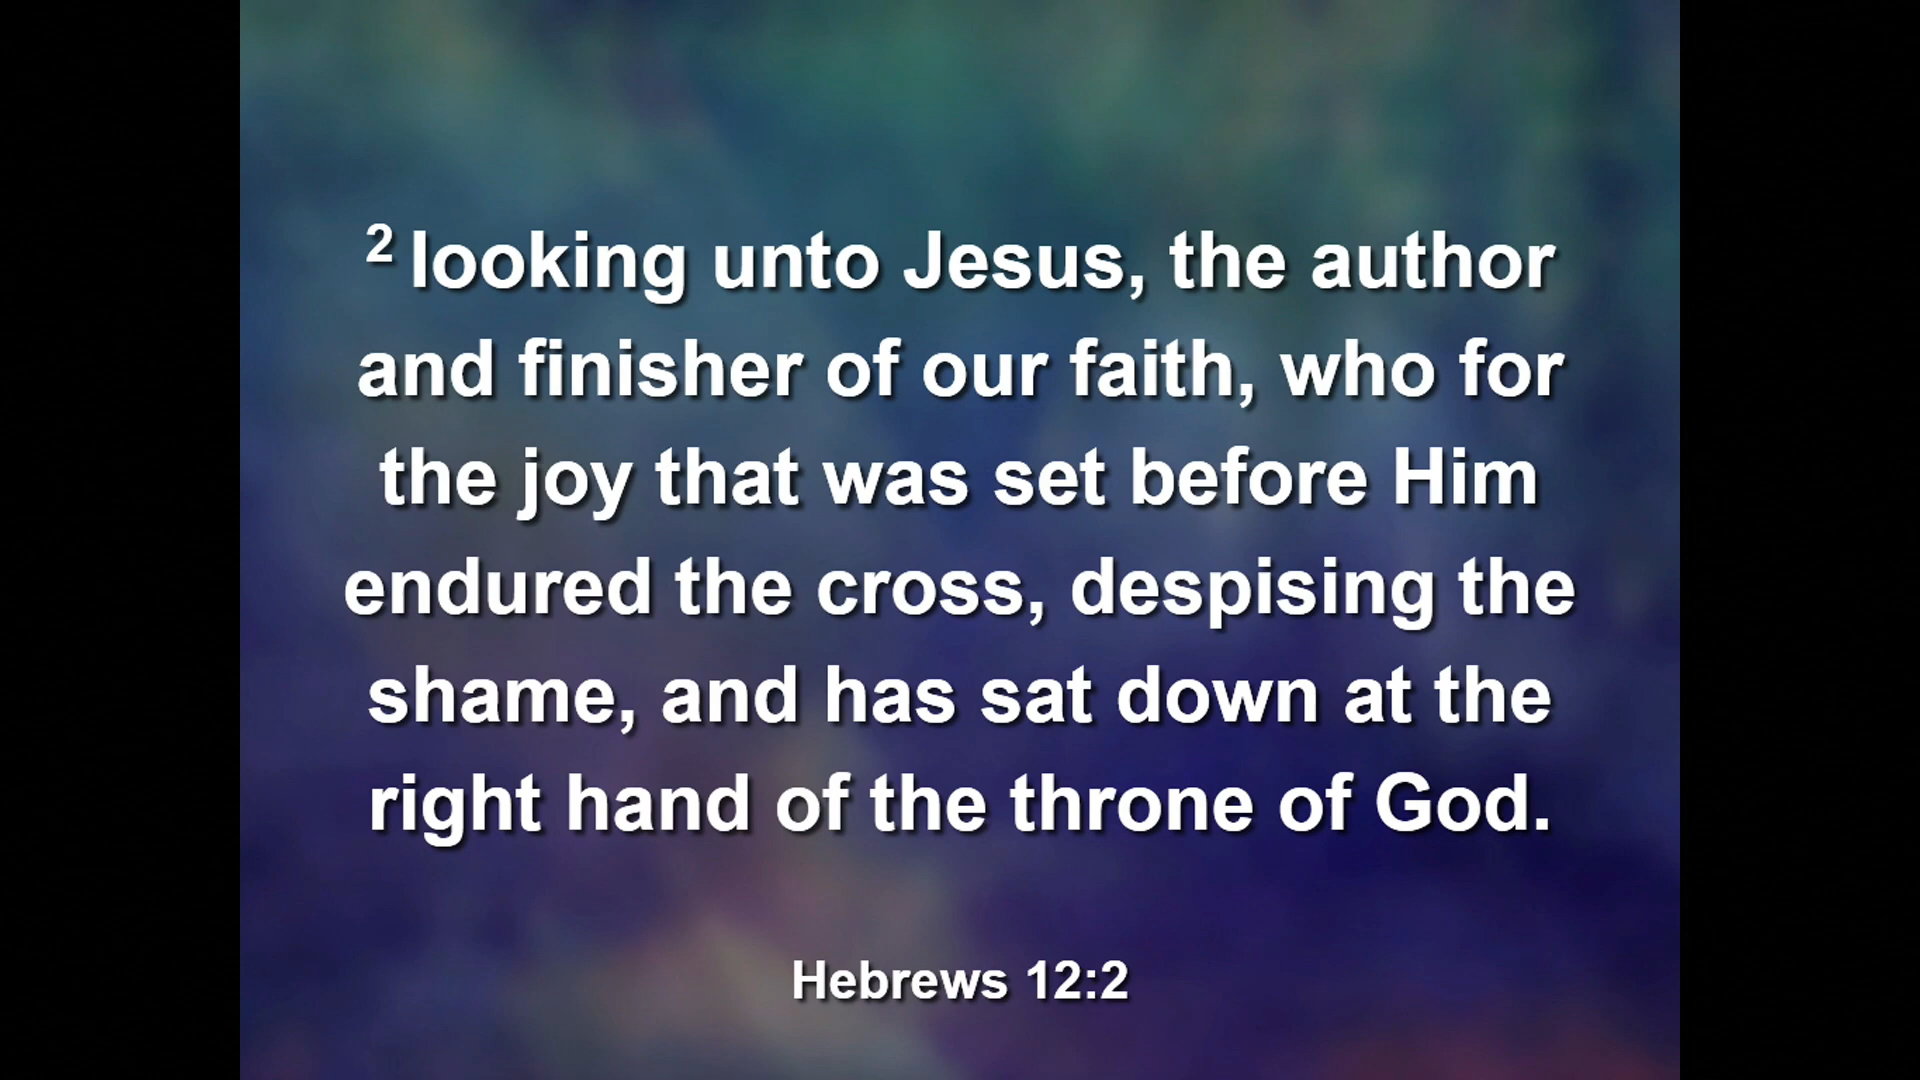 2 looking unto Jesus, the author
and finisher of our faith, who for
the joy that was set before Him
endured the cross, despising the
shame, and has sat down at the
right hand of the throne of God.
Hebrews 12:2